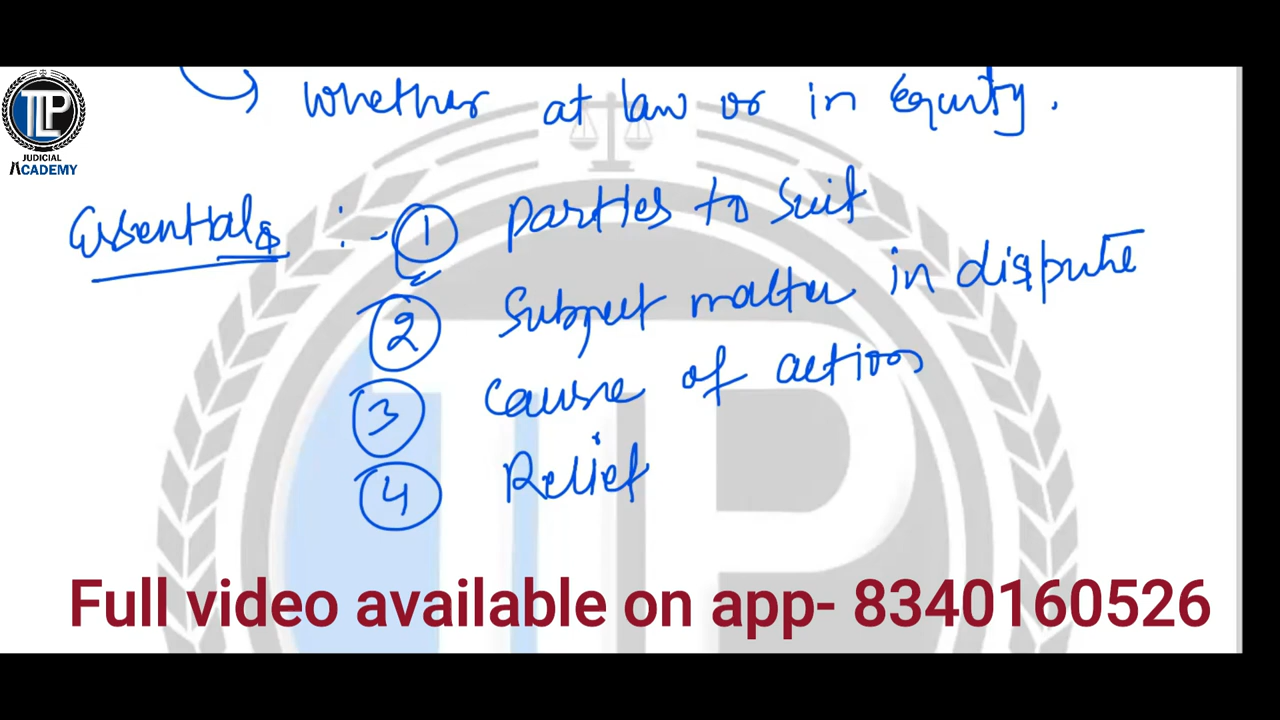 whether at law or in Equity.
TLP
JUDICIAL
ACADEMY
Essentials :- 1 parties to suit
2 Subject matter in dispute
3 Cause of action
4 Relief
Full video available on app- 8340160526